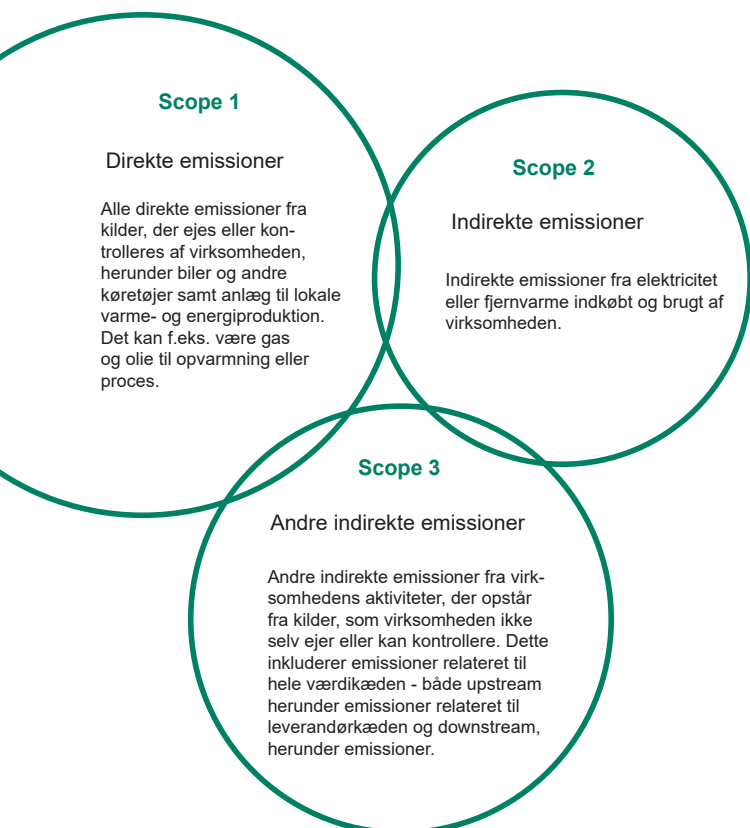 Scope 1
Direkte emissioner
Alle direkte emissioner fra
kilder, der ejes eller kon-
trolleres af virksomheden,
herunder biler og andre
køretøjer samt anlæg til lokale
varme- og energiproduktion.
Det kan f.eks. være gas
og olie til opvarmning eller
proces.
Scope 2
Indirekte emissioner
Indirekte emissioner fra elektricitet
eller fjernvarme indkøbt og brugt af
virksomheden.
Scope 3
Andre indirekte emissioner
Andre indirekte emissioner fra virk-
somhedens aktiviteter, der opstår
fra kilder, som virksomheden ikke
selv ejer eller kan kontrollere. Dette
inkluderer emissioner relateret til
hele værdikæden - både upstream
herunder emissioner relateret til
leverandørkæden og downstream,
herunder emissioner.